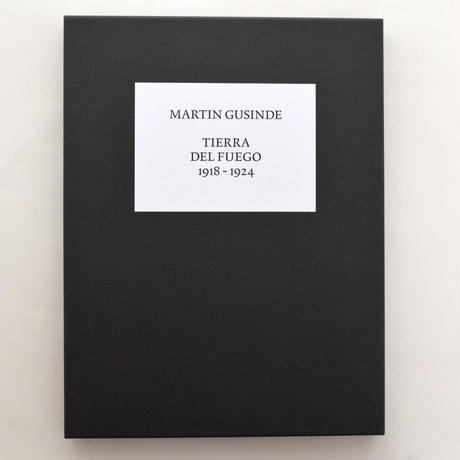 MARTIN GUSINDE
TIERRA
DEL FUEGO
1918 - 1924